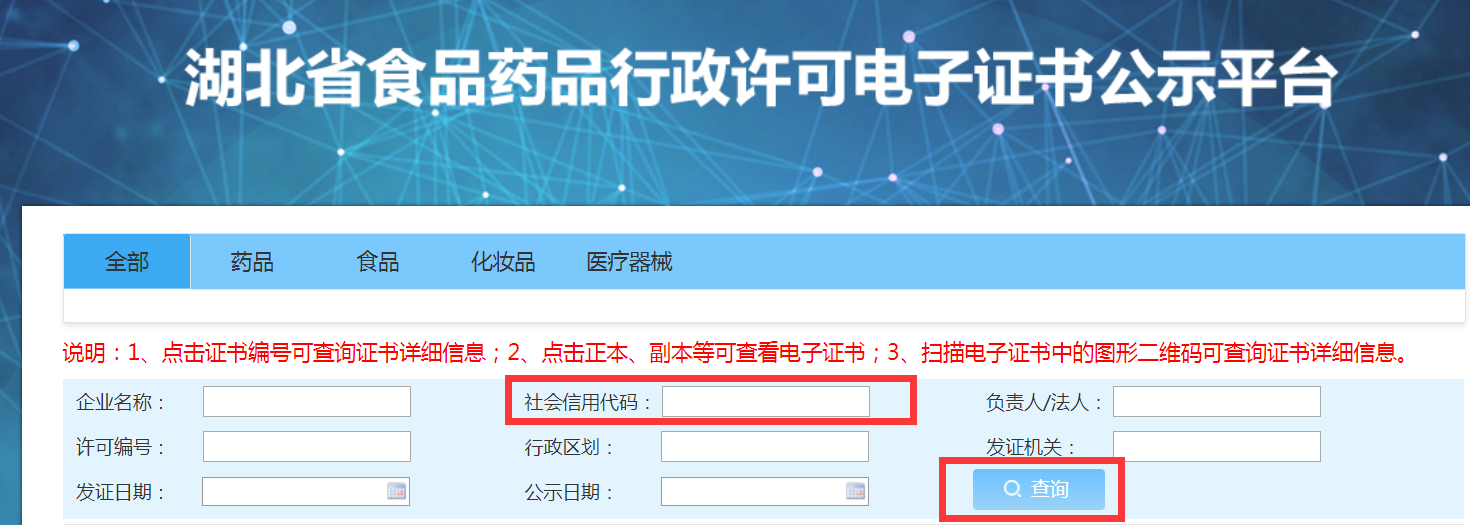 湖北省食品药品行政许可电子证书公示平台
全部 药品 食品 化妆品 医疗器械
说明：1、点击证书编号可查询证书详细信息；2、点击正本、副本等可查看电子证书；3、扫描电子证书中的图形二维码可查询证书详细信息。
企业名称： 社会信用代码： 负责人/法人：
许可编号： 行政区划： 发证机关：
发证日期： 公示日期： 查询